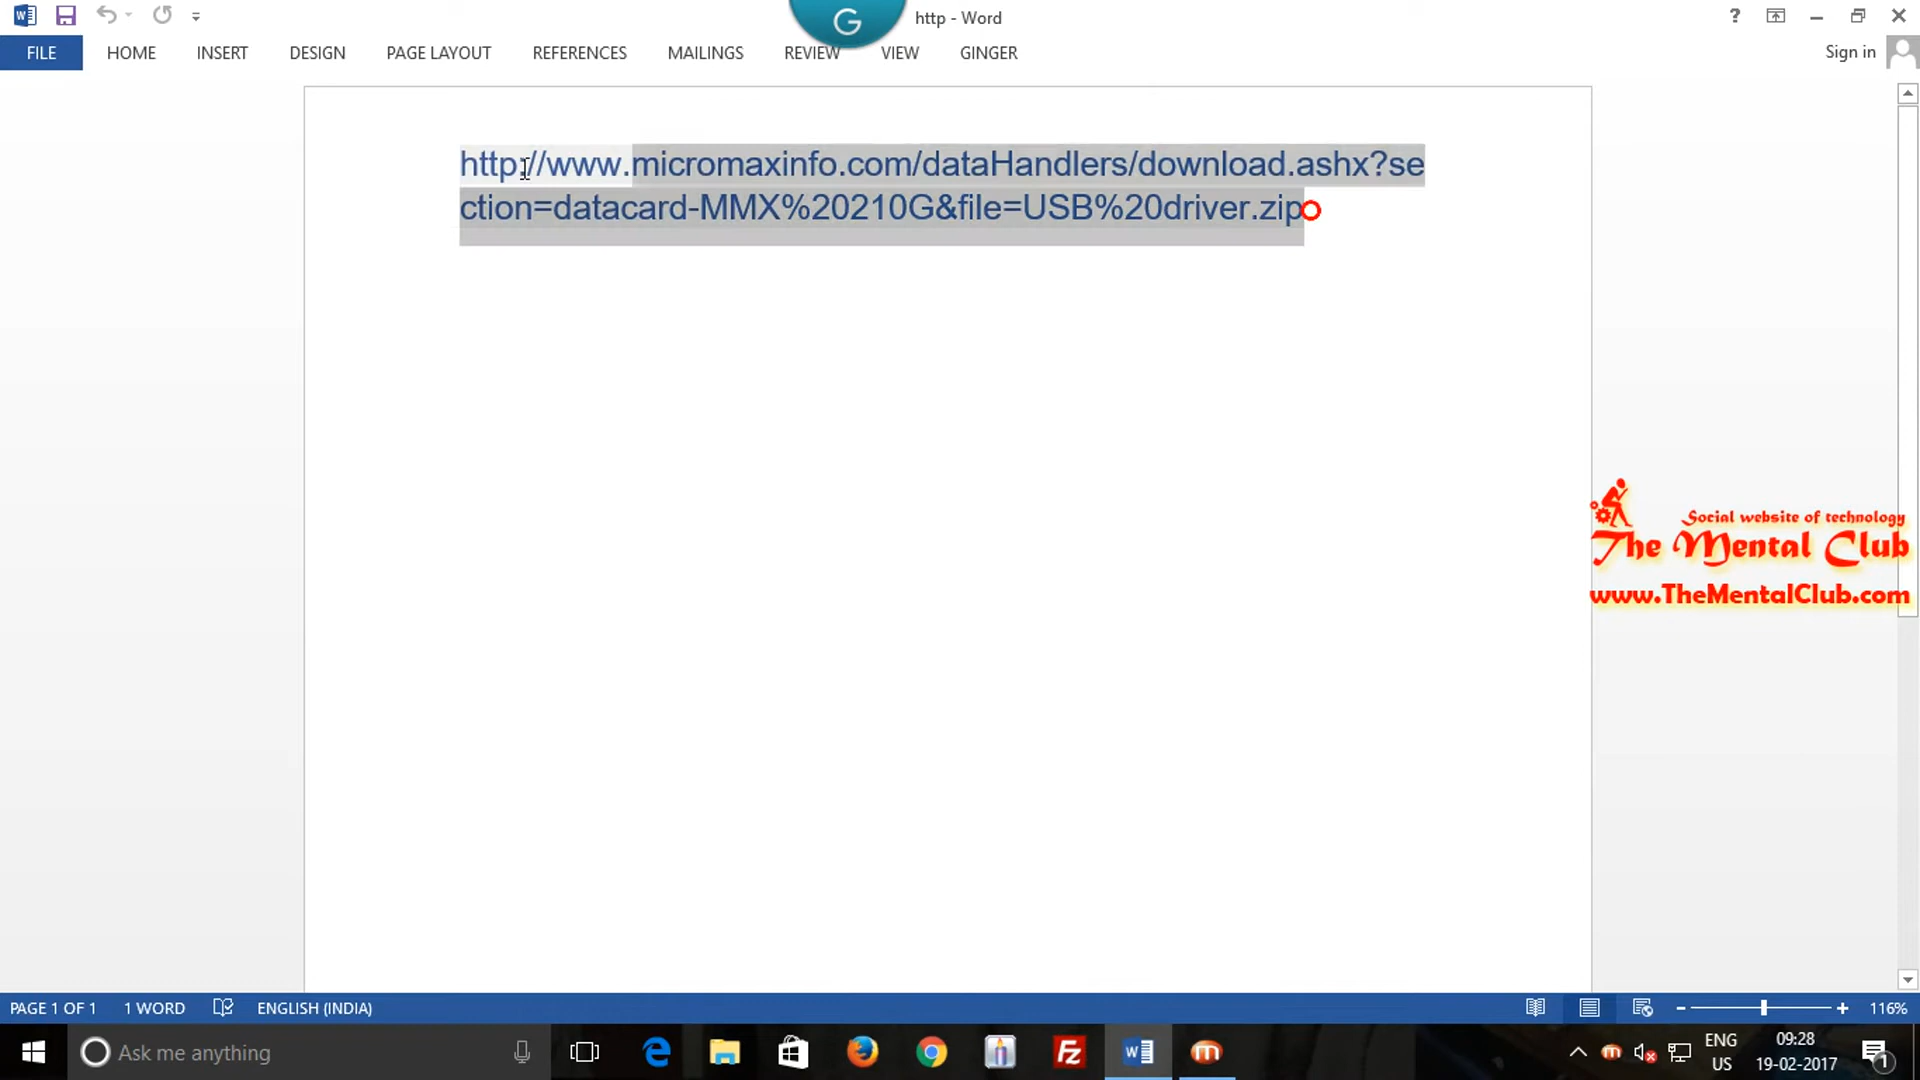 http - Word
FILE HOME INSERT DESIGN PAGE LAYOUT REFERENCES MAILINGS REVIEW VIEW GINGER Sign in
http://www.micromaxinfo.com/dataHandlers/download.ashx?se
ction=datacard-MMX%20210G&file=USB%20driver.zip
Social website of technology
The Mental Club
www.TheMentalClub.com
PAGE 1 OF 1 1 WORD ENGLISH (INDIA) 116%
Ask me anything
ENG 09:28
US 19-02-2017 1